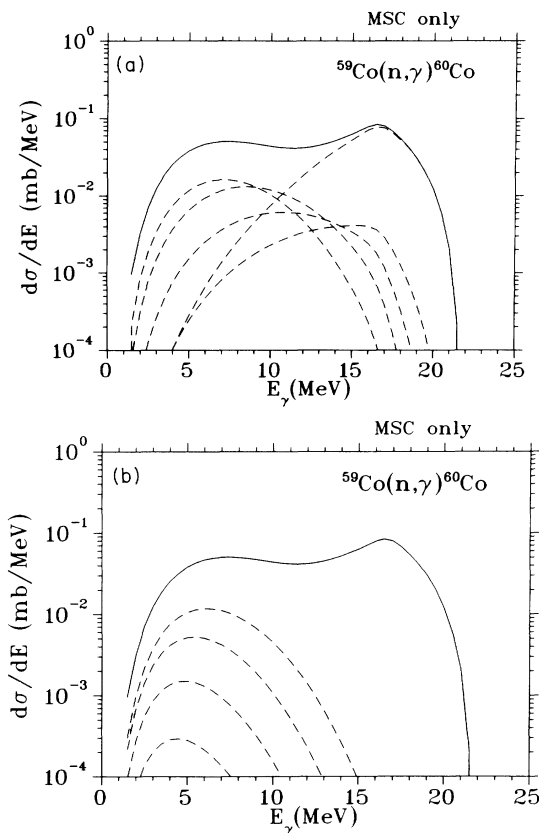 MSC only
(a)
⁵⁹Co(n,γ)⁶⁰Co
dσ/dE (mb/MeV)
10⁰
10⁻¹
10⁻²
10⁻³
10⁻⁴
0 5 10 15 20 25
E_γ(MeV)
MSC only
(b)
⁵⁹Co(n,γ)⁶⁰Co
dσ/dE (mb/MeV)
10⁰
10⁻¹
10⁻²
10⁻³
10⁻⁴
0 5 10 15 20 25
E_γ(MeV)